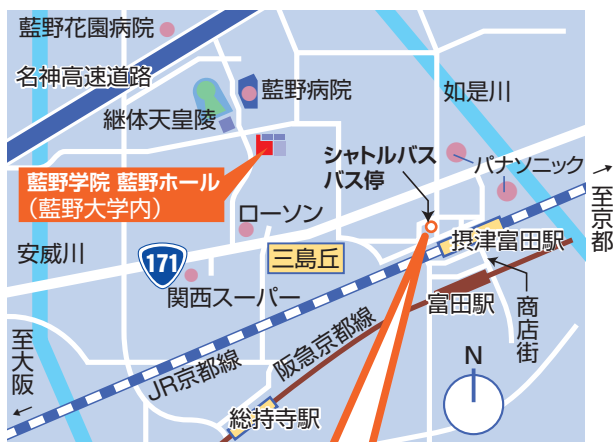 藍野花園病院
名神高速道路
藍野病院
如是川
継体天皇陵
シャトルバス
バス停
パナソニック
→
至京都
藍野学院 藍野ホール
(藍野大学内)
ローソン
安威川
171
三島丘
摂津富田駅
関西スーパー
富田駅
商店街
至大阪
←
JR京都線
阪急京都線
N
総持寺駅